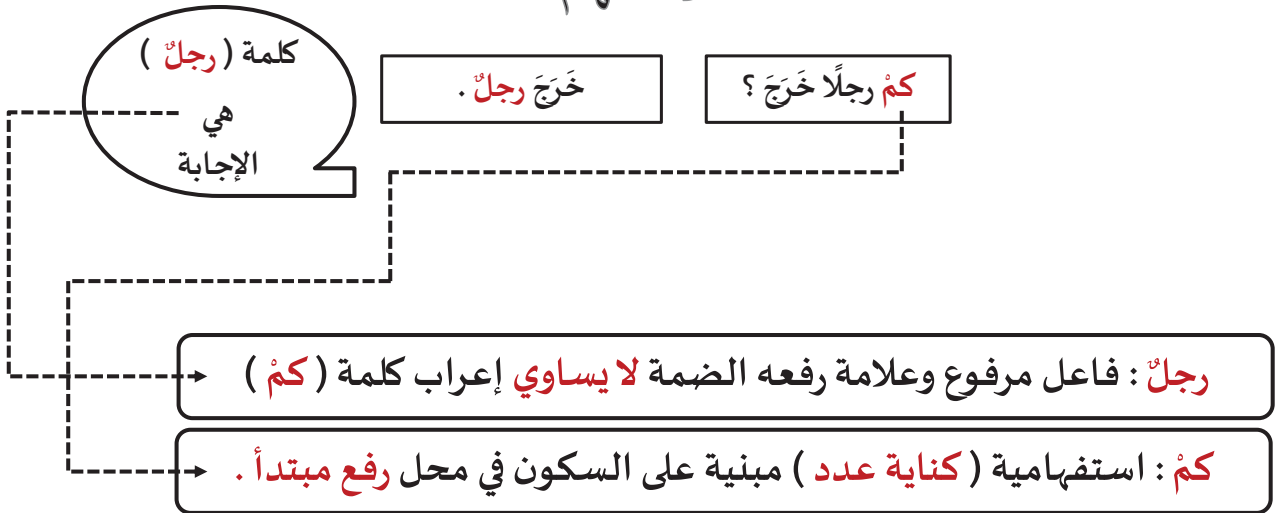 كمْ رجلًا خَرَجَ ؟
خَرَجَ رجلٌ .
كلمة ( رجلٌ )
هي
الإجابة
رجلٌ : فاعل مرفوع وعلامة رفعه الضمة لا يساوي إعراب كلمة ( كمْ )
كمْ : استفهامية ( كناية عدد ) مبنية على السكون في محل رفع مبتدأ .